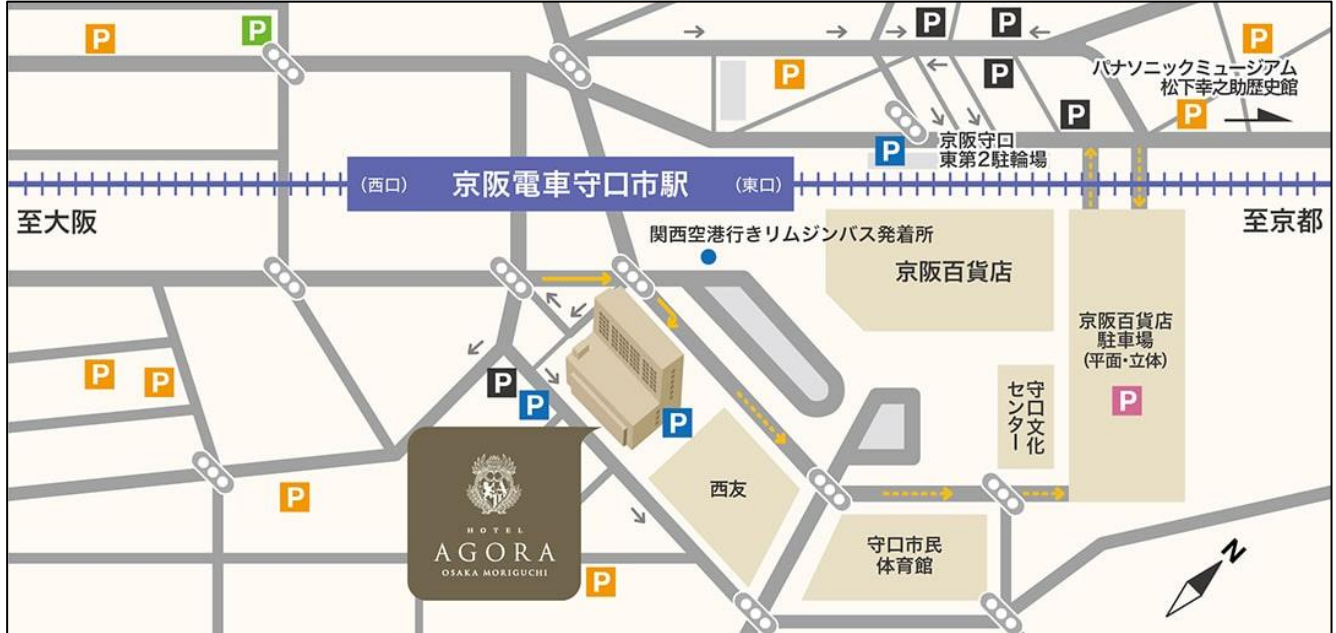 P
P
P
P
P
P
P
P
P
P
パナソニックミュージアム
松下幸之助歴史館
P
京阪守口
東第2駐輪場
（西口） 京阪電車守口市駅 （東口）
至大阪
至京都
関西空港行きリムジンバス発着所
京阪百貨店
京阪百貨店
駐車場
(平面・立体)
P
P
P
P
P
P
守口文化
センター
西友
P
HOTEL
AGORA
OSAKA MORIGUCHI
P
守口市民
体育館
N